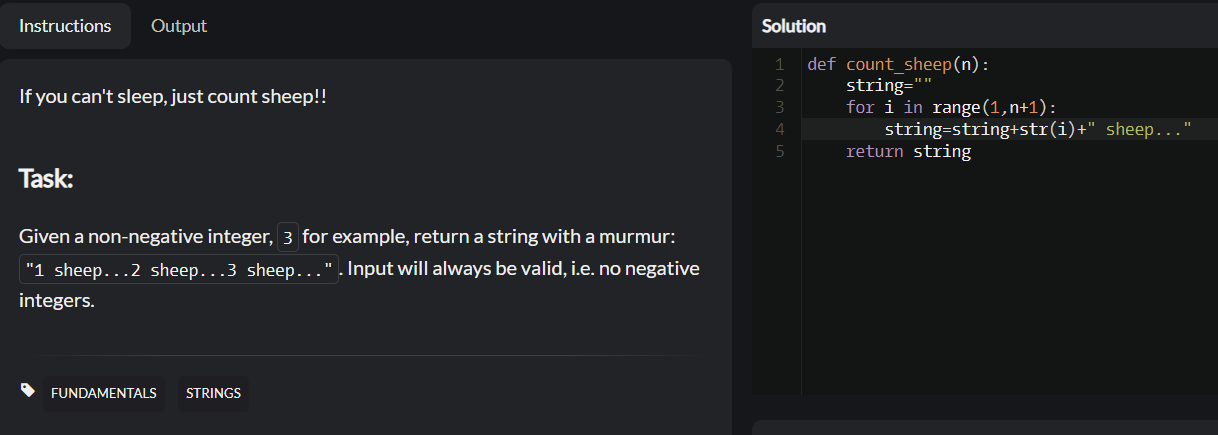 Instructions
Output
If you can't sleep, just count sheep!!
Task:
Given a non-negative integer, 3 for example, return a string with a murmur:
"1 sheep...2 sheep...3 sheep...". Input will always be valid, i.e. no negative
integers.
FUNDAMENTALS
STRINGS
Solution
1 def count_sheep(n):
2     string=""
3     for i in range(1,n+1):
4         string=string+str(i)+" sheep..."
5     return string